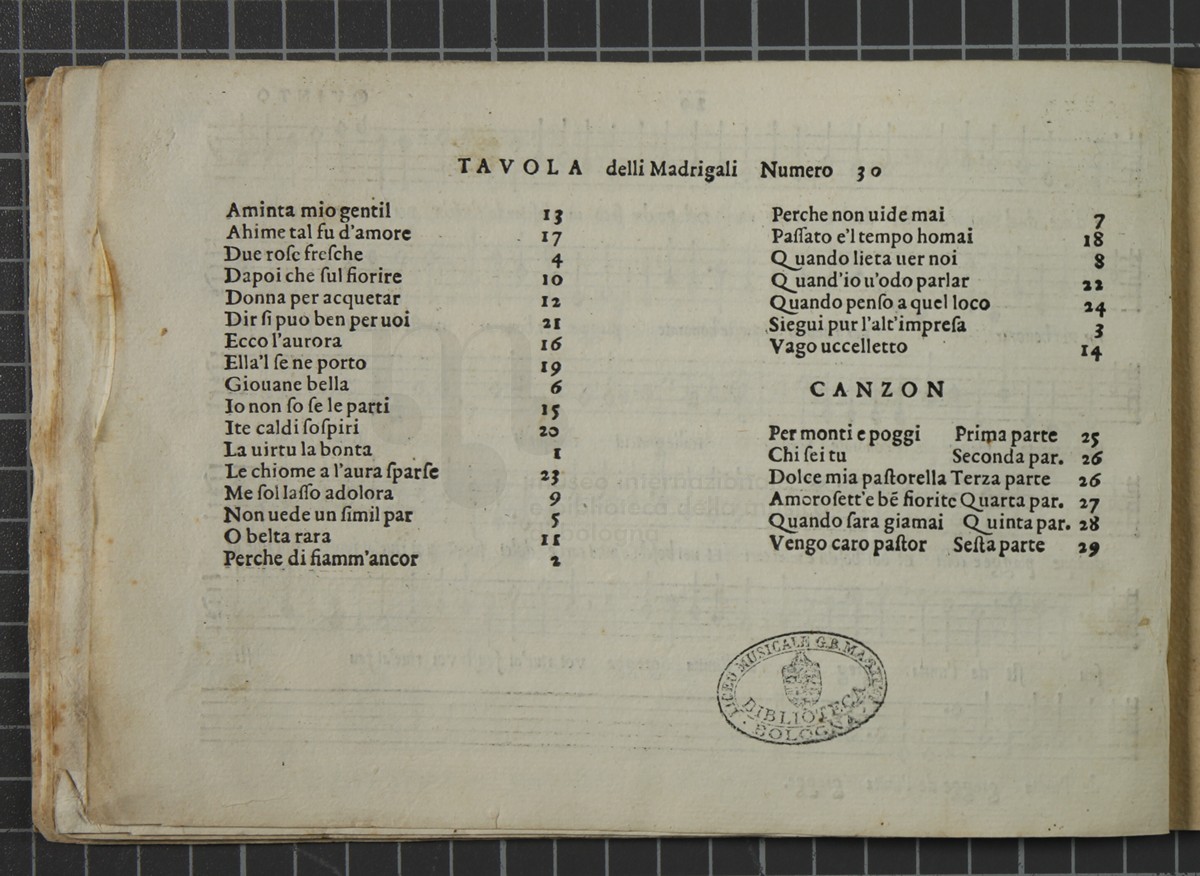 TAVOLA delli Madrigali Numero 30
Aminta mio gentil 13
Ahime tal fu d'amore 17
Due rose fresche 4
Dapoi che sul fiorire 10
Donna per acquetar 12
Dir si puo ben per uoi 21
Ecco l'aurora 16
Ella'l se ne porto 19
Giouane bella 6
Io non so se le parti 15
Ite caldi sospiri 20
La uirtu la bonta 1
Le chiome a l'aura sparse 23
Me sol lasso adolora 9
Non uede un simil par 5
O belta rara 11
Perche di fiamm'ancor 2
Perche non uide mai 7
Passato e'l tempo homai 18
Quando lieta uer noi 8
Quand'io u'odo parlar 22
Quando penso a quel loco 24
Siegui pur l'alt'impresa 3
Vago uccelletto 14
CANZON
Per monti e poggi Prima parte 25
Chi sei tu Seconda par. 26
Dolce mia pastorella Terza parte 26
Amorosett'e bē fiorite Quarta par. 27
Quando sara giamai Quinta par. 28
Vengo caro pastor Sesta parte 29
LICEO MUSICALE G.B. MARTINI
BIBLIOTECA
BOLOGNA